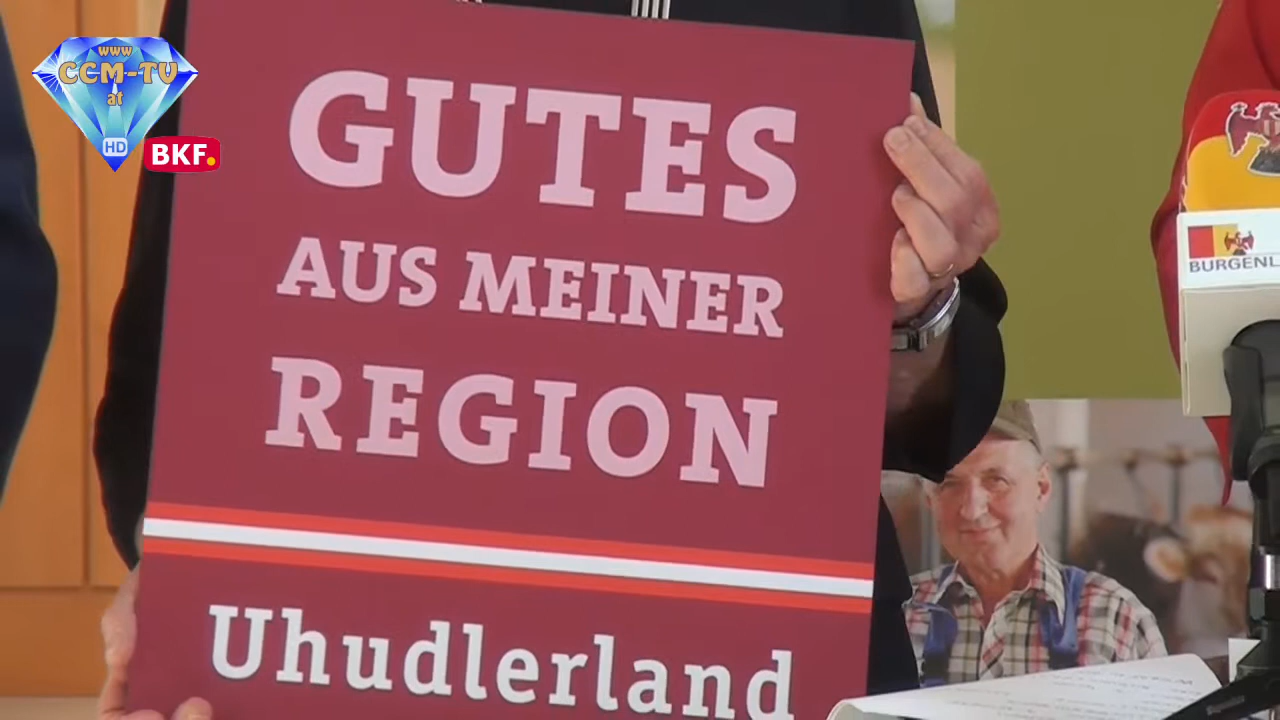 www
CCM-TV
at
HD
BKF.
GUTES
AUS MEINER
REGION
Uhudlerland
BURGENL